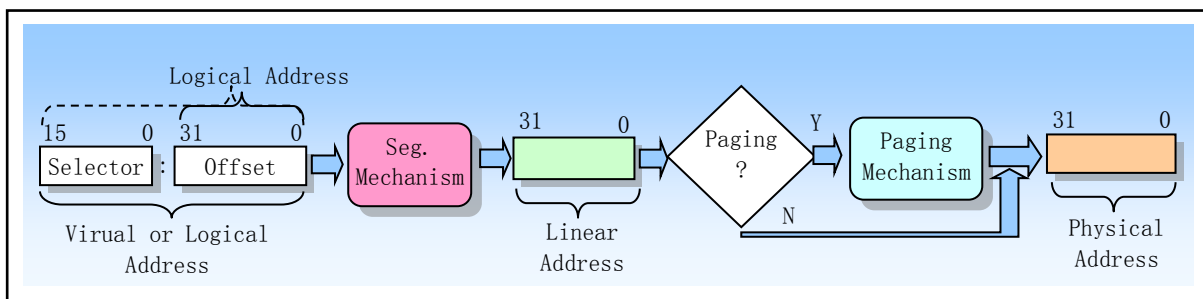 Logical Address
15 0 31 0
Selector : Offset
Seg.
Mechanism
31 0
Paging
?
Y
N
Paging
Mechanism
31 0
Virual or Logical
Address
Linear
Address
Physical
Address